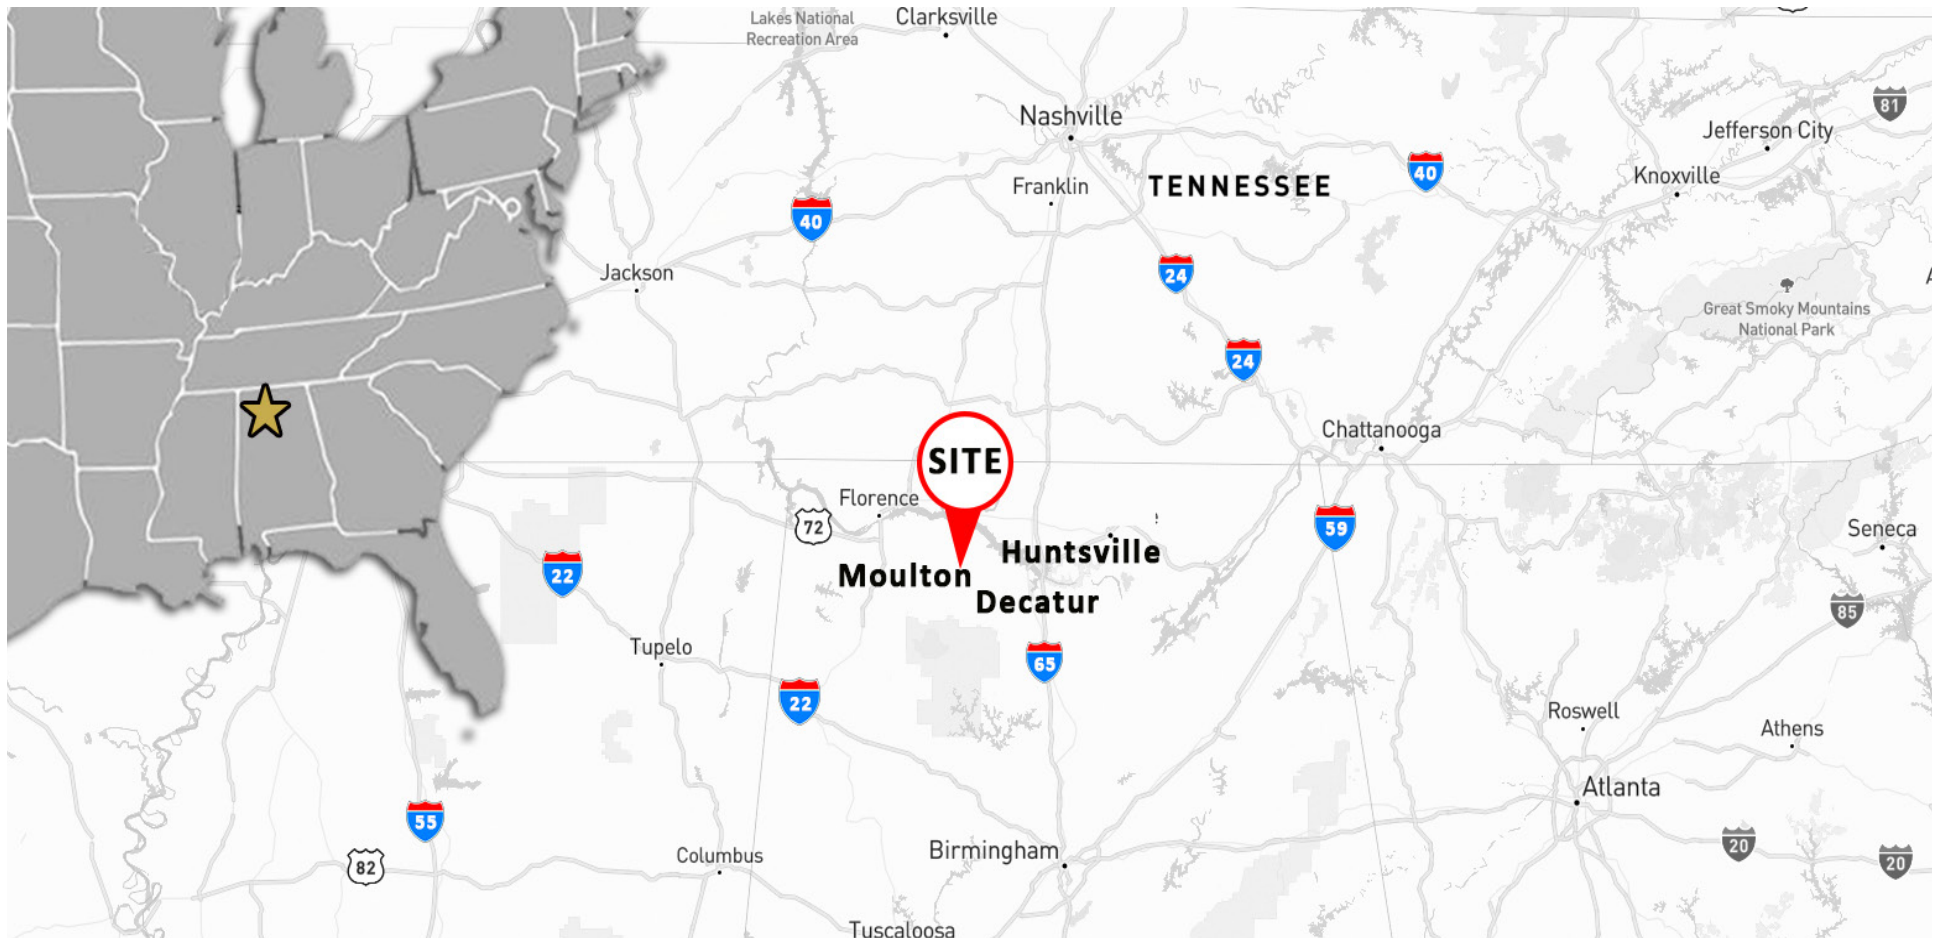 Lakes National
Recreation Area
Clarksville
Nashville
81
Jefferson City
TENNESSEE
40
Knoxville
Franklin
40
Jackson
24
Great Smoky Mountains
National Park
24
Chattanooga
SITE
Florence
72
59
Seneca
Huntsville
22
Moulton
Decatur
85
Tupelo
65
22
Roswell
Athens
Atlanta
55
20
Birmingham
Columbus
20
82
Tuscaloosa